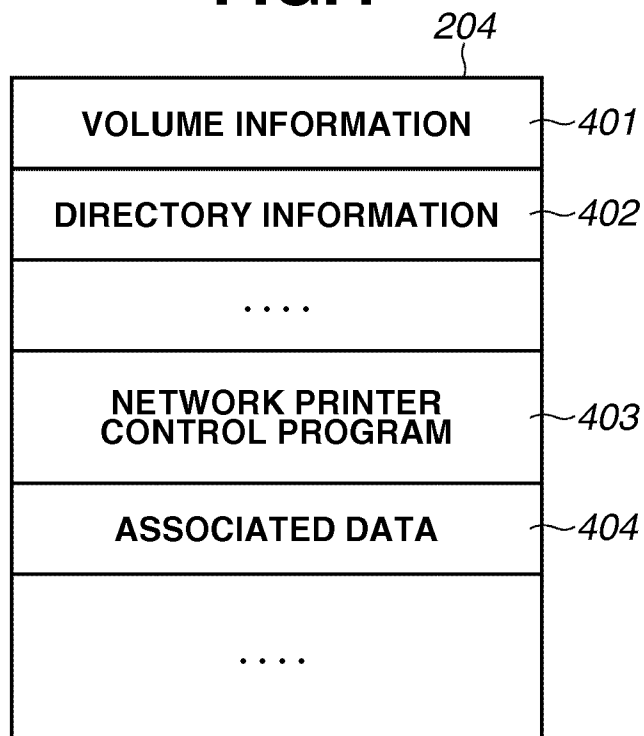 204
VOLUME INFORMATION 401
DIRECTORY INFORMATION 402
....
NETWORK PRINTER
CONTROL PROGRAM 403
ASSOCIATED DATA 404
....